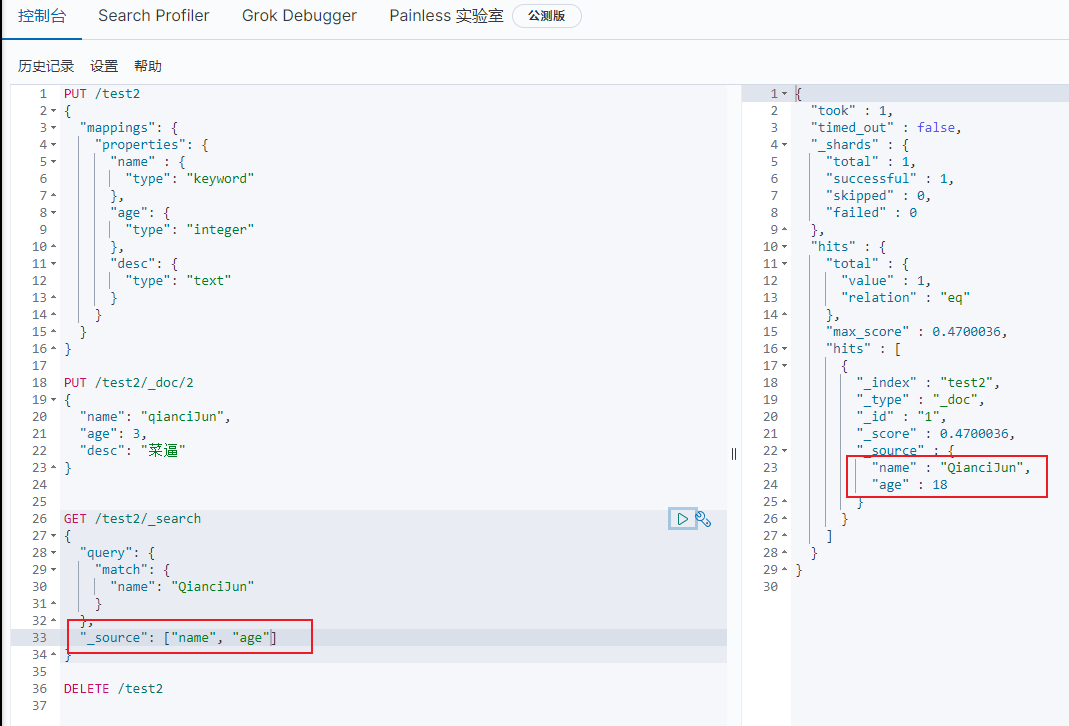 控制台 Search Profiler Grok Debugger Painless 实验室 公测版
历史记录 设置 帮助
1 PUT /test2
2 {
3 "mappings": {
4 "properties": {
5 "name" : {
6 "type": "keyword"
7 },
8 "age": {
9 "type": "integer"
10 },
11 "desc": {
12 "type": "text"
13 }
14 }
15 }
16 }
17
18 PUT /test2/_doc/2
19 {
20 "name": "qianciJun",
21 "age": 3,
22 "desc": "菜逼"
23 }
24
25
26 GET /test2/_search
27 {
28 "query": {
29 "match": {
30 "name": "QianciJun"
31 }
32 },
33 "_source": ["name", "age"]
34 }
35
36 DELETE /test2
37
1 {
2 "took" : 1,
3 "timed_out" : false,
4 "_shards" : {
5 "total" : 1,
6 "successful" : 1,
7 "skipped" : 0,
8 "failed" : 0
9 },
10 "hits" : {
11 "total" : {
12 "value" : 1,
13 "relation" : "eq"
14 },
15 "max_score" : 0.4700036,
16 "hits" : [
17 {
18 "_index" : "test2",
19 "_type" : "_doc",
20 "_id" : "1",
21 "_score" : 0.4700036,
22 "_source" : {
23 "name" : "QianciJun",
24 "age" : 18
25 }
26 }
27 ]
28 }
29 }
30